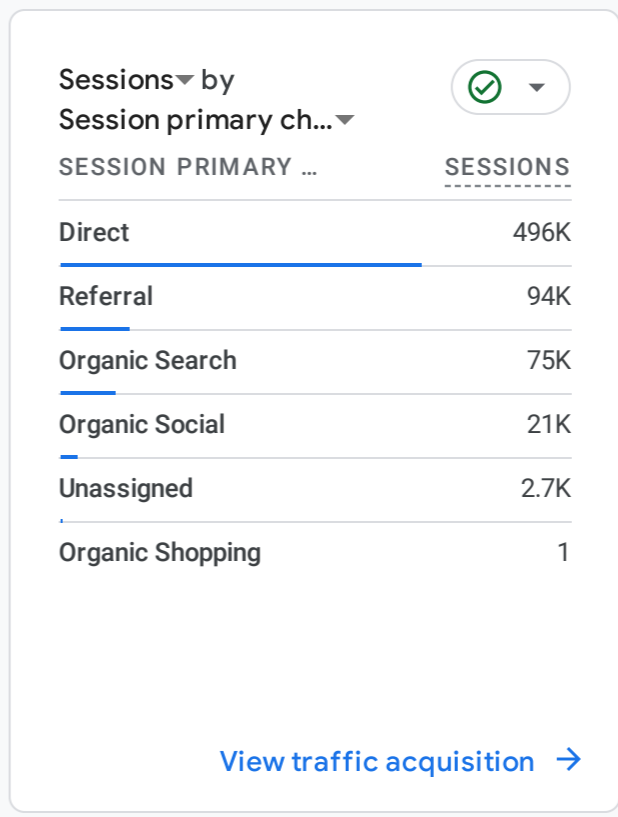 Sessions by
Session primary ch...
SESSION PRIMARY ... SESSIONS
Direct 496K
Referral 94K
Organic Search 75K
Organic Social 21K
Unassigned 2.7K
Organic Shopping 1
View traffic acquisition